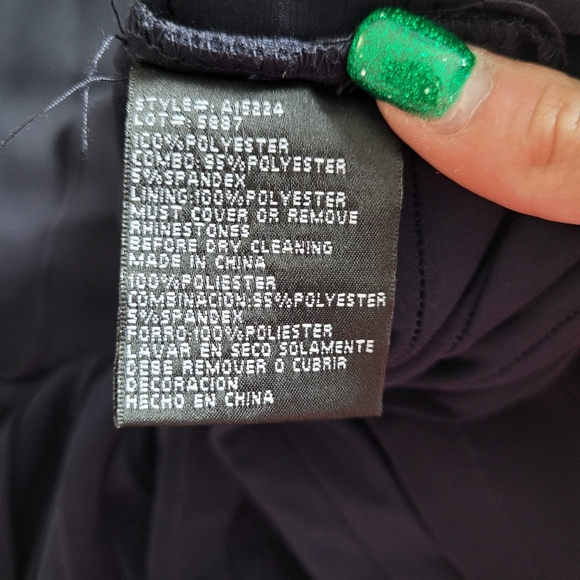 STYLE#: A15224
LOT#: 5897
100%POLYESTER
COMBO:95%POLYESTER
5%SPANDEX
LINING:100%POLYESTER
MUST COVER OR REMOVE
RHINESTONES
BEFORE DRY CLEANING
MADE IN CHINA
100%POLIESTER
COMBINACION:95%POLYESTER
5%SPANDEX
FORRO:100%POLIESTER
LAVAR EN SECO SOLAMENTE
DEBE REMOVER O CUBRIR
DECORACION
HECHO EN CHINA